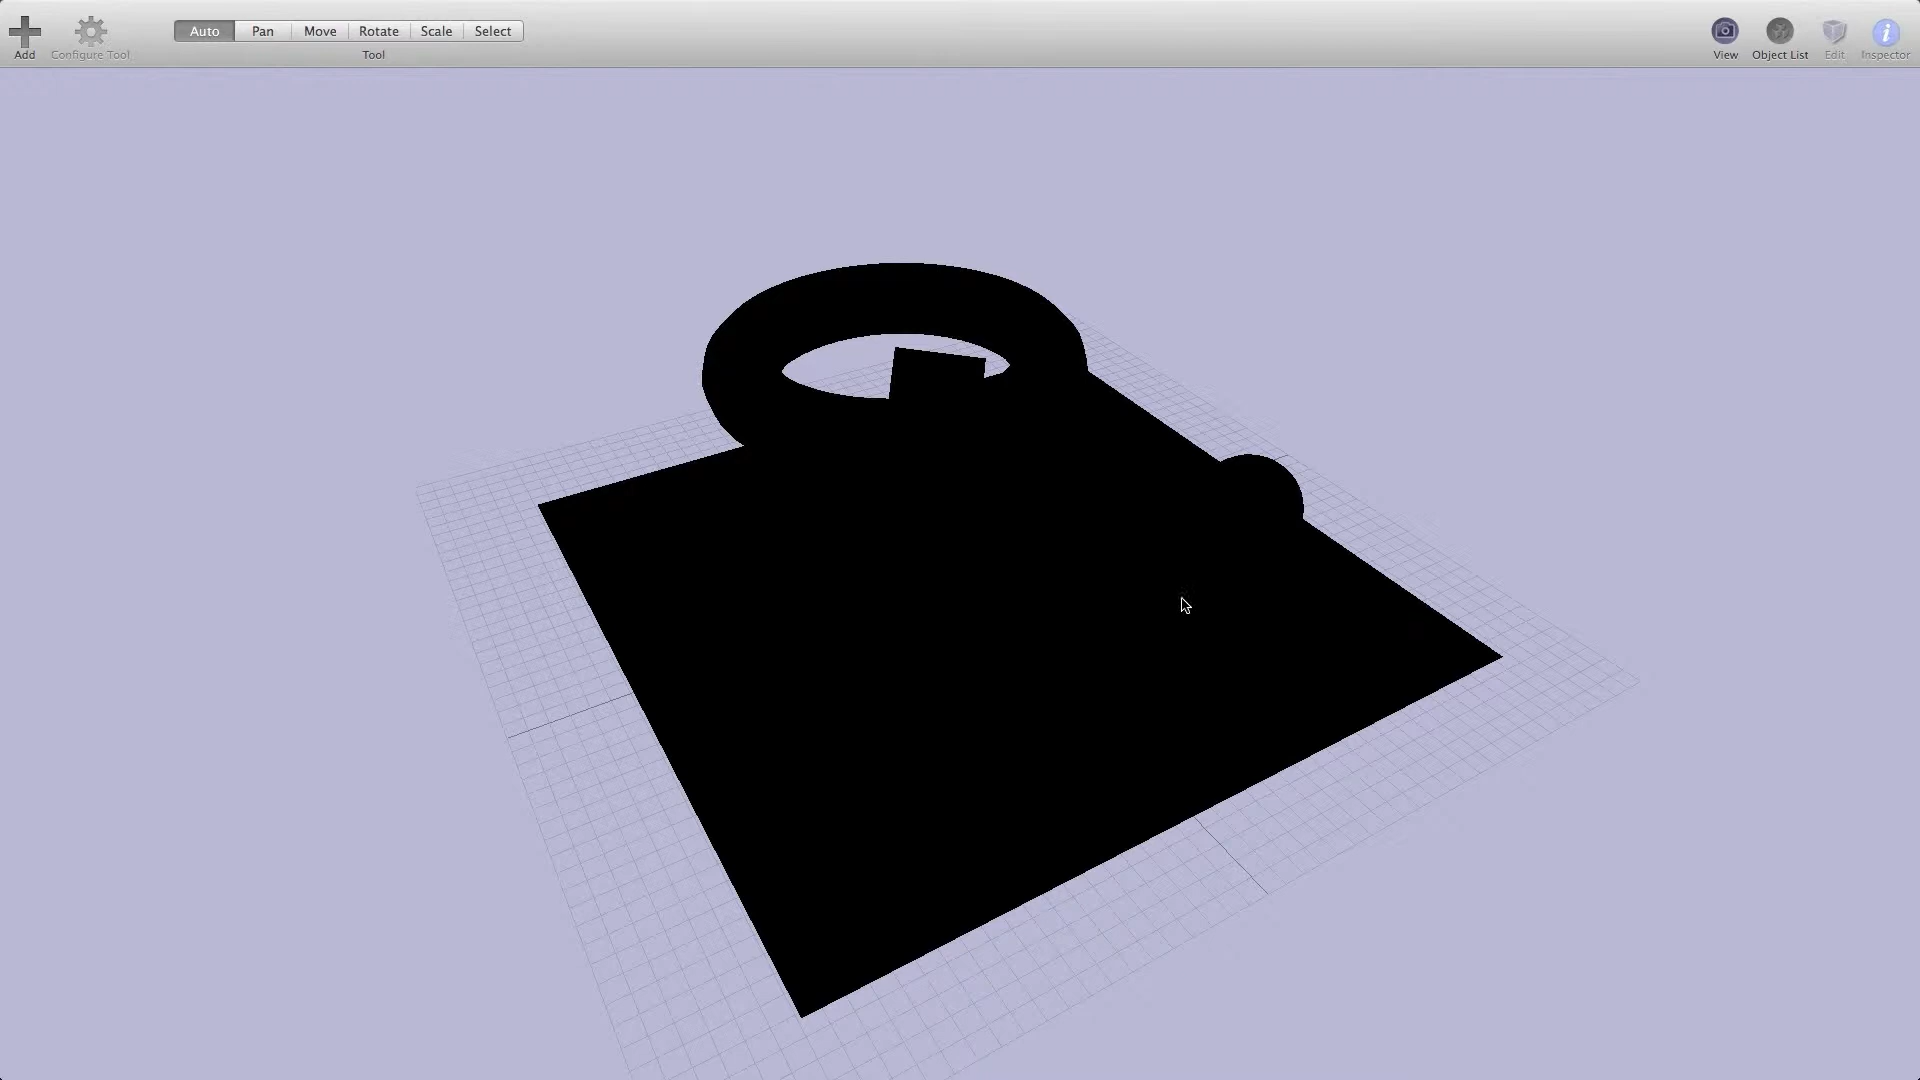 Auto Pan Move Rotate Scale Select
Add Configure Tool Tool View Object List Edit Inspector